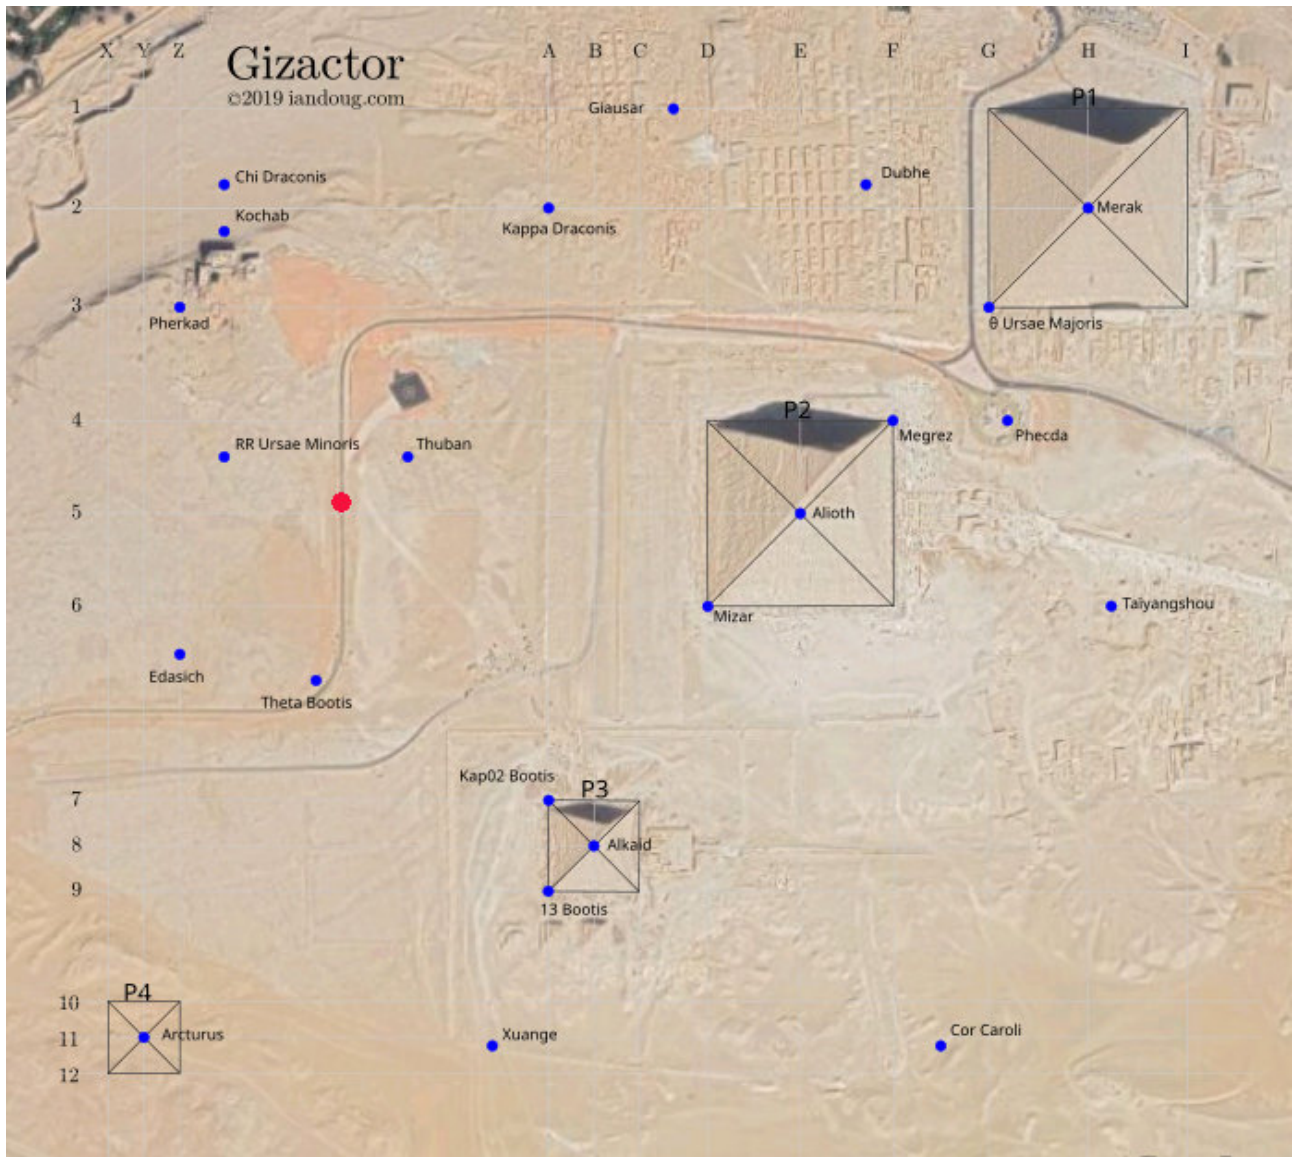 X Y Z A B C D E F G H I
Gizactor
©2019 iandoug.com
P1
1
Giausar
Chi Draconis
Dubhe
2
Kochab
Kappa Draconis
Merak
3
Pherkad
θ Ursae Majoris
P2
4
RR Ursae Minoris
Thuban
Megrez
Phecda
5
Alioth
6
Mizar
Taiyangshou
Edasich
Theta Bootis
Kap02 Bootis
P3
7
8
Alkaid
9
13 Bootis
P4
10
11
Arcturus
Xuange
Cor Caroli
12